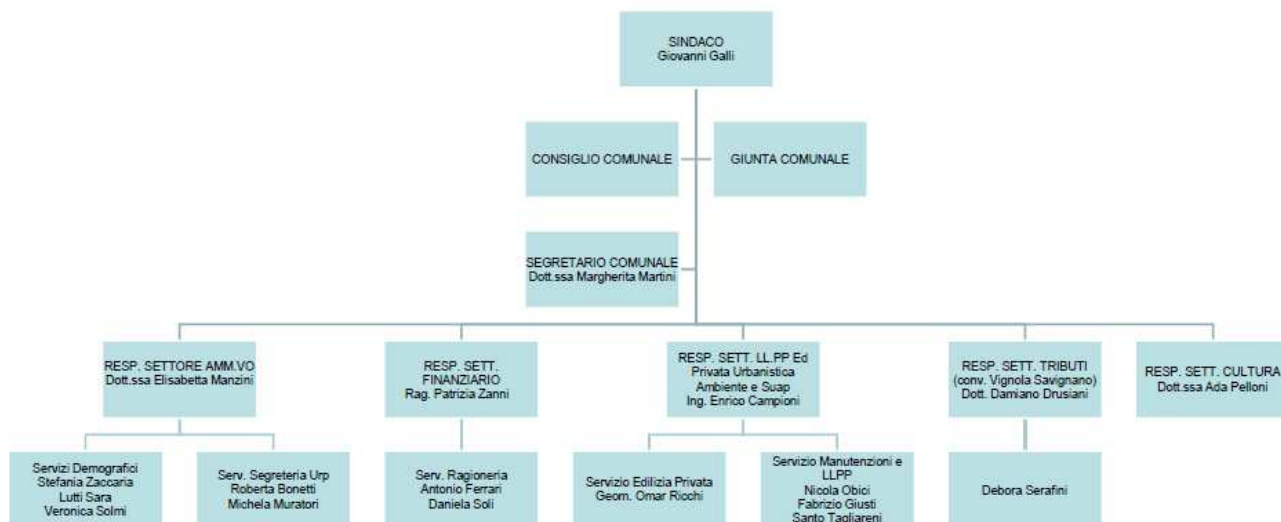 SINDACO
Giovanni Galli
CONSIGLIO COMUNALE
GIUNTA COMUNALE
SEGRETARIO COMUNALE
Dott.ssa Margherita Martini
RESP. SETTORE AMM.VO
Dott.ssa Elisabetta Manzini
RESP. SETT.
FINANZIARIO
Rag. Patrizia Zanni
RESP. SETT. LL.PP Ed
Privata Urbanistica
Ambiente e Suap
Ing. Enrico Campioni
RESP. SETT. TRIBUTI
(conv. Vignola Savignano)
Dott. Damiano Drusiani
RESP. SETT. CULTURA
Dott.ssa Ada Pelloni
Servizi Demografici
Stefania Zaccaria
Lutti Sara
Veronica Solmi
Serv. Segreteria Urp
Roberta Bonetti
Michela Muratori
Serv. Ragioneria
Antonio Ferrari
Daniela Soli
Servizio Edilizia Privata
Geom. Omar Ricchi
Servizio Manutenzioni e
LLPP
Nicola Obici
Fabrizio Giusti
Santo Tagliareni
Debora Serafini